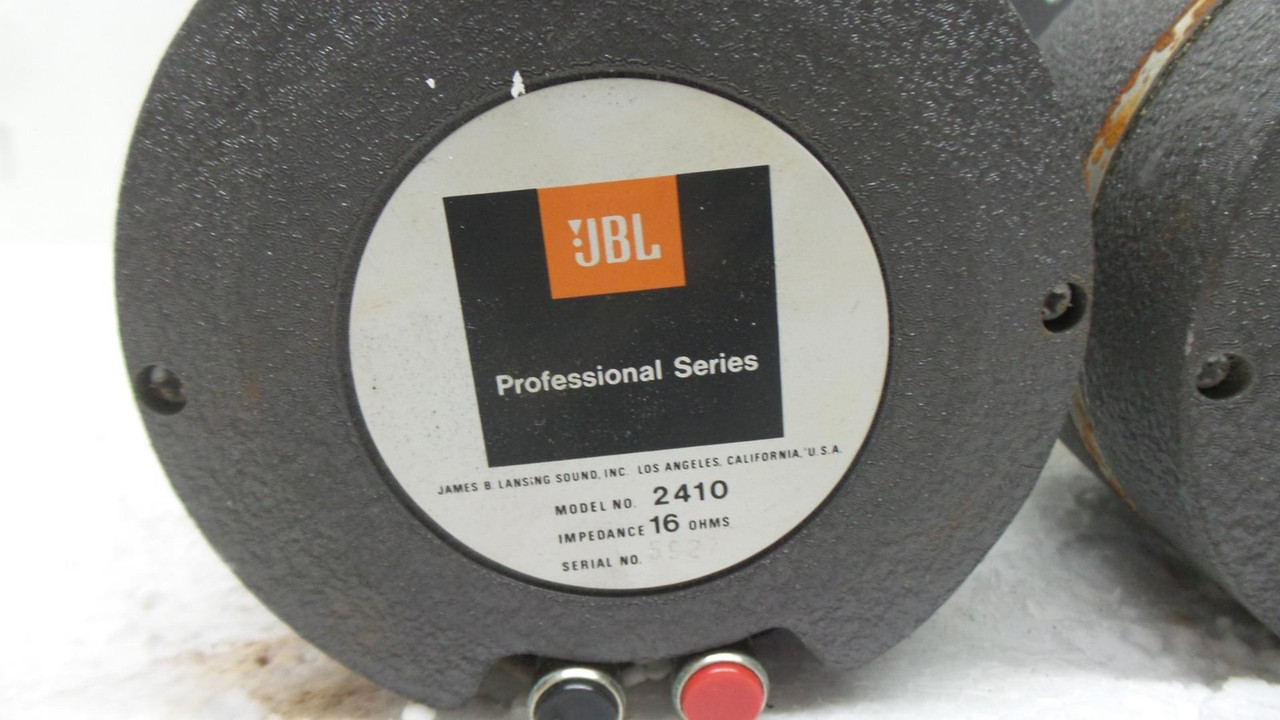 JBL
Professional Series
JAMES B. LANSING SOUND, INC. LOS ANGELES, CALIFORNIA, U.S.A.
MODEL NO. 2410
IMPEDANCE 16 OHMS
SERIAL NO.